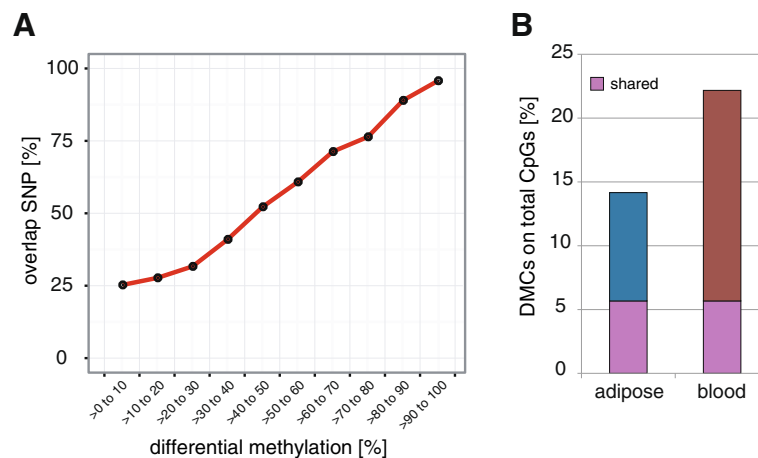 A
overlap SNP [%]
100
75
50
25
0
>0 to 10
>10 to 20
>20 to 30
>30 to 40
>40 to 50
>50 to 60
>60 to 70
>70 to 80
>80 to 90
>90 to 100
differential methylation [%]
B
DMCs on total CpGs [%]
25
20
15
10
5
0
shared
adipose
blood